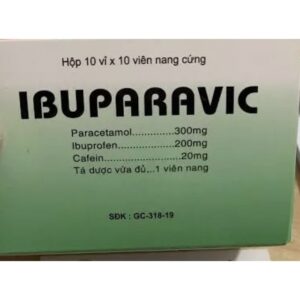 Hộp 10 vỉ x 10 viên nang cứng
IBUPARAVIC
Paracetamol..............300mg
Ibuprofen..................200mg
Cafein.......................20mg
Tá dược vừa đủ...1 viên nang
SĐK : GC-318-19